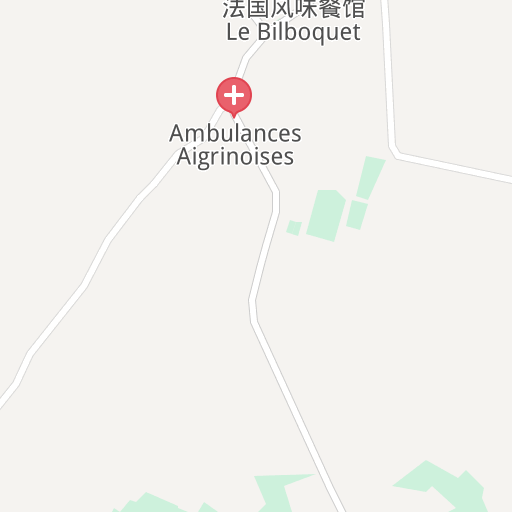 法国风味餐馆
Le Bilboquet
Ambulances
Aigrinoises